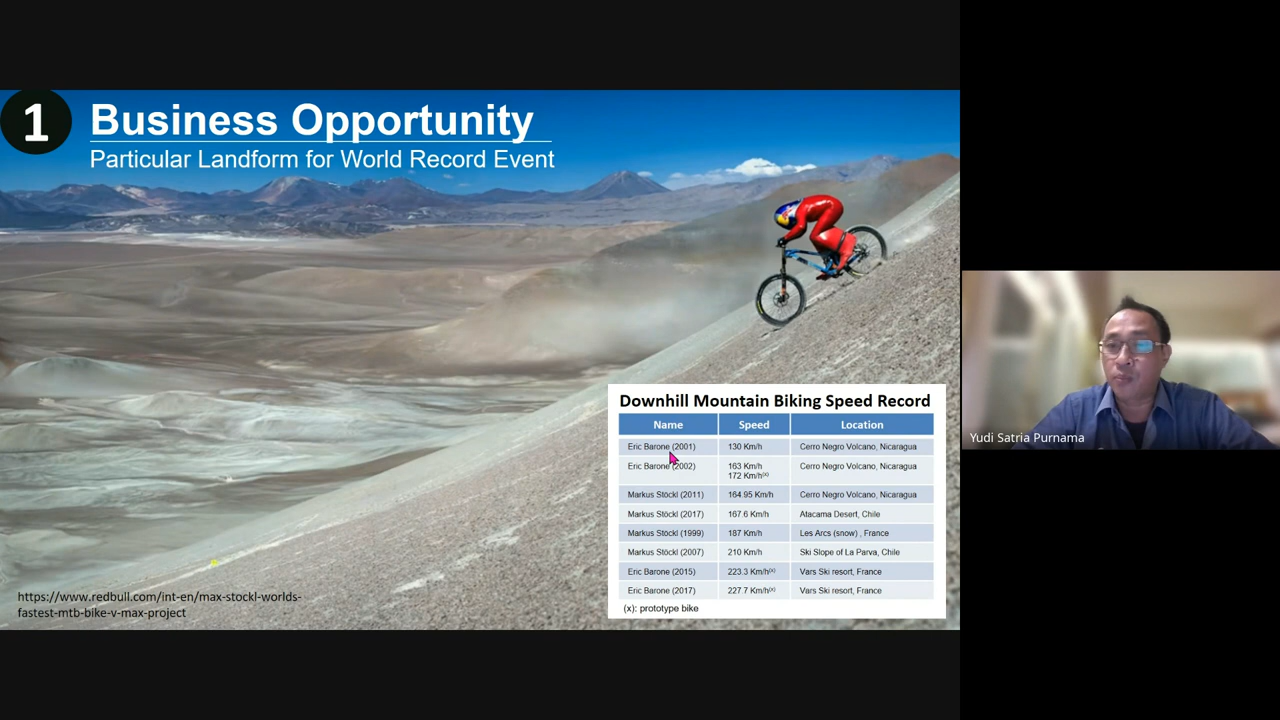 1
Business Opportunity
Particular Landform for World Record Event
Downhill Mountain Biking Speed Record
Name Speed Location
Eric Barone (2001) 130 Km/h Cerro Negro Volcano, Nicaragua
Eric Barone (2002) 163 Km/h Cerro Negro Volcano, Nicaragua
172 Km/h(x)
Markus Stöckl (2011) 164.95 Km/h Cerro Negro Volcano, Nicaragua
Markus Stöckl (2017) 167.6 Km/h Atacama Desert, Chile
Markus Stöckl (1999) 187 Km/h Les Arcs (snow) , France
Markus Stöckl (2007) 210 Km/h Ski Slope of La Parva, Chile
Eric Barone (2015) 223.3 Km/h(x) Vars Ski resort, France
Eric Barone (2017) 227.7 Km/h(x) Vars Ski resort, France
(x): prototype bike
https://www.redbull.com/int-en/max-stockl-worlds-
fastest-mtb-bike-v-max-project
Yudi Satria Purnama